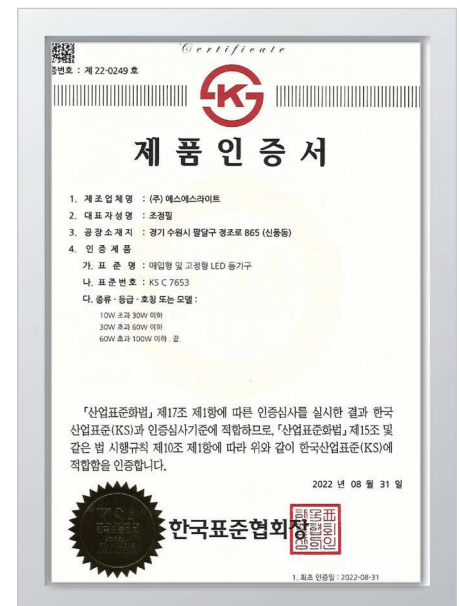 Certificate
증번호 : 제 22-0249 호
KS
제 품 인 증 서
1. 제 조 업 체 명 : (주) 에스에스라이트
2. 대 표 자 성 명 : 조정필
3. 공 장 소 재 지 : 경기 수원시 팔달구 정조로 865 (신풍동)
4. 인 증 제 품
가. 표 준 명 : 매입형 및 고정형 LED 등기구
나. 표 준 번 호 : KS C 7653
다. 종류 · 등급 · 호칭 또는 모델 :
10W 초과 30W 이하
30W 초과 60W 이하
60W 초과 100W 이하 . 끝.
「산업표준화법」 제17조 제1항에 따른 인증심사를 실시한 결과 한국
산업표준(KS)과 인증심사기준에 적합하므로, 「산업표준화법」 제15조 및
같은 법 시행규칙 제10조 제1항에 따라 위와 같이 한국산업표준(KS)에
적합함을 인증합니다.
2022 년 08 월 31 일
KSA
한국표준협회장
1. 최초 인증일 : 2022-08-31